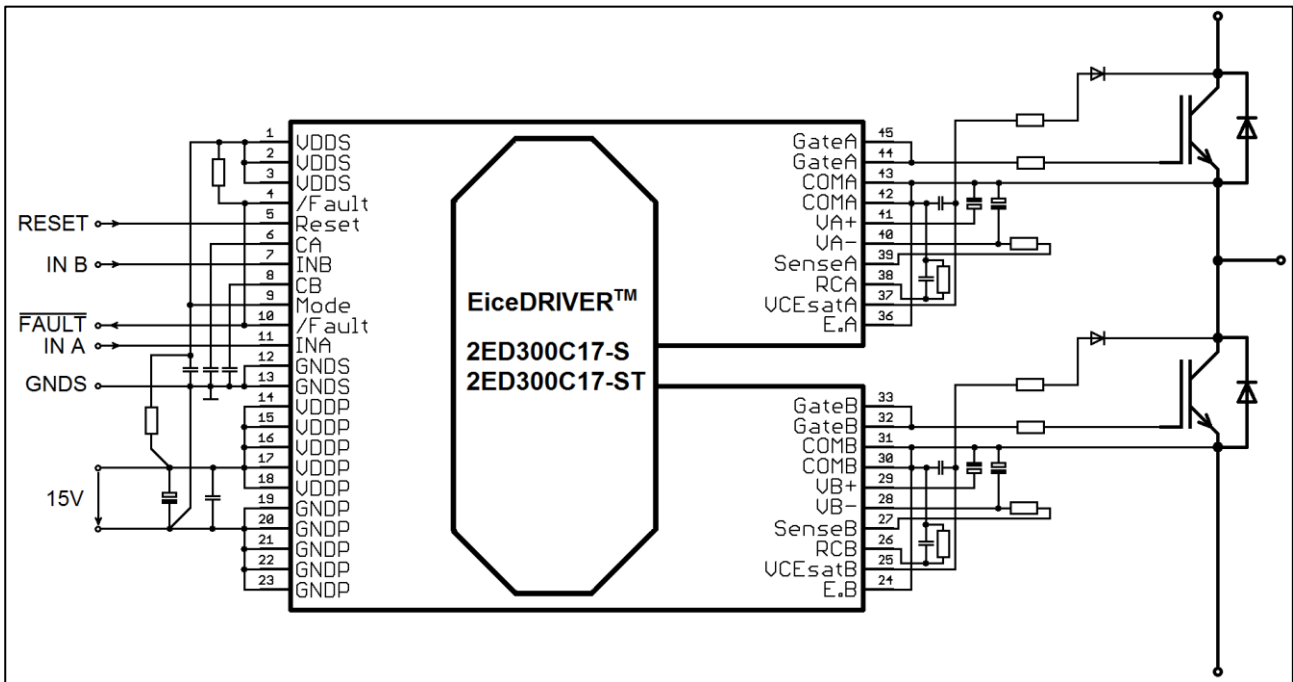 RESET
IN B
FAULT
IN A
GNDS
15V
1 VDDS
2 VDDS
3 VDDS
4 /Fault
5 Reset
6 CA
7 INB
8 CB
9 Mode
10 /Fault
11 INA
12 GNDS
13 GNDS
14 VDDP
15 VDDP
16 VDDP
17 VDDP
18 VDDP
19 GNDP
20 GNDP
21 GNDP
22 GNDP
23 GNDP
EiceDRIVER™
2ED300C17-S
2ED300C17-ST
GateA 45
GateA 44
COMA 43
COMA 42
VA+ 41
VA- 40
SenseA 39
RCA 38
VCEsatA 37
E.A 36
GateB 33
GateB 32
COMB 31
COMB 30
VB+ 29
VB- 28
SenseB 27
RCB 26
VCEsatB 25
E.B 24